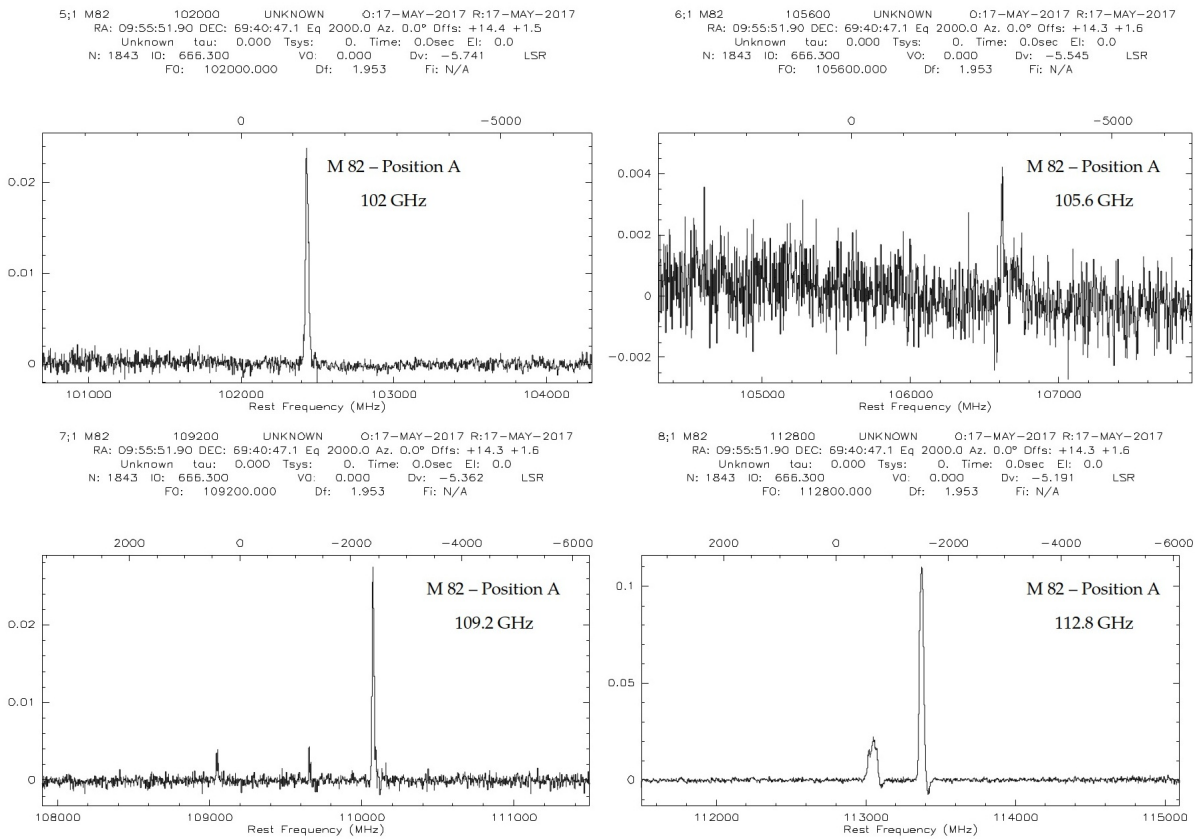 5;1 M82 102000 UNKNOWN O:17-MAY-2017 R:17-MAY-2017
RA: 09:55:51.90 DEC: 69:40:47.1 Eq 2000.0 Az. 0.0° Offs: +14.4 +1.5
Unknown tau: 0.000 Tsys: 0. Time: 0.0sec El: 0.0
N: 1843 I0: 666.300 V0: 0.000 Dv: -5.741 LSR
F0: 102000.000 Df: 1.953 Fi: N/A
0 -5000
M 82 – Position A
102 GHz
0.02
0.01
0
101000 102000 103000 104000
Rest Frequency (MHz)
6;1 M82 105600 UNKNOWN O:17-MAY-2017 R:17-MAY-2017
RA: 09:55:51.90 DEC: 69:40:47.1 Eq 2000.0 Az. 0.0° Offs: +14.3 +1.6
Unknown tau: 0.000 Tsys: 0. Time: 0.0sec El: 0.0
N: 1843 I0: 666.300 V0: 0.000 Dv: -5.545 LSR
F0: 105600.000 Df: 1.953 Fi: N/A
0 -5000
M 82 – Position A
105.6 GHz
0.004
0.002
0
-0.002
105000 106000 107000
Rest Frequency (MHz)
7;1 M82 109200 UNKNOWN O:17-MAY-2017 R:17-MAY-2017
RA: 09:55:51.90 DEC: 69:40:47.1 Eq 2000.0 Az. 0.0° Offs: +14.3 +1.6
Unknown tau: 0.000 Tsys: 0. Time: 0.0sec El: 0.0
N: 1843 I0: 666.300 V0: 0.000 Dv: -5.362 LSR
F0: 109200.000 Df: 1.953 Fi: N/A
2000 0 -2000 -4000 -6000
M 82 – Position A
109.2 GHz
0.02
0.01
0
108000 109000 110000 111000
Rest Frequency (MHz)
8;1 M82 112800 UNKNOWN O:17-MAY-2017 R:17-MAY-2017
RA: 09:55:51.90 DEC: 69:40:47.1 Eq 2000.0 Az. 0.0° Offs: +14.3 +1.6
Unknown tau: 0.000 Tsys: 0. Time: 0.0sec El: 0.0
N: 1843 I0: 666.300 V0: 0.000 Dv: -5.191 LSR
F0: 112800.000 Df: 1.953 Fi: N/A
2000 0 -2000 -4000 -6000
M 82 – Position A
112.8 GHz
0.1
0.05
0
112000 113000 114000 115000
Rest Frequency (MHz)